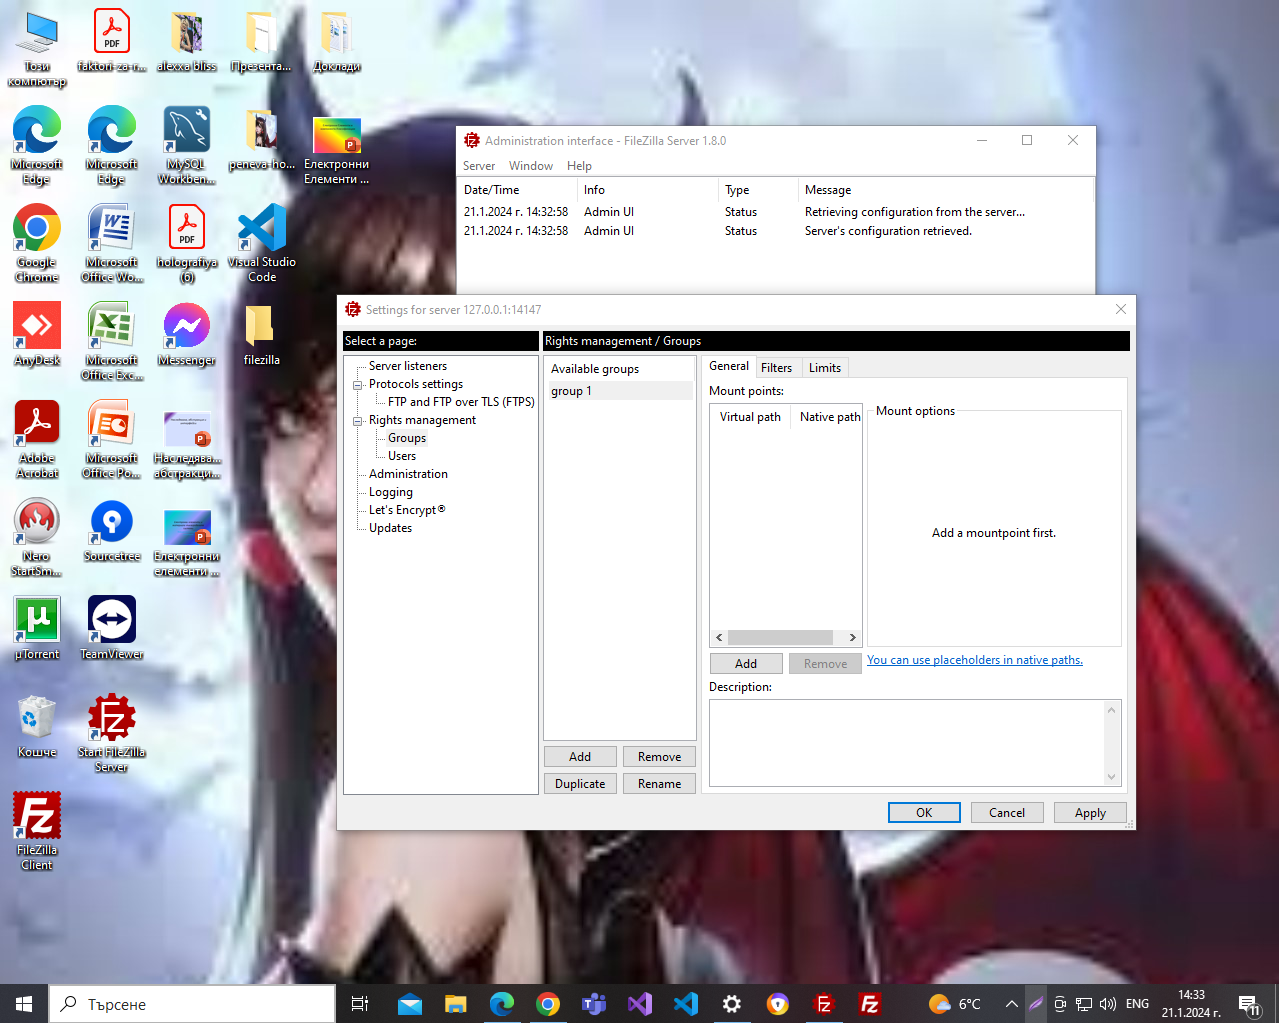 Този компютър
faktori-za-r...
alexxa bliss
Презента...
Доклади
Microsoft Edge
Microsoft Edge
MySQL Workben...
peneva-ho...
Електронни Елементи ...
Google Chrome
Microsoft Office Wo...
holografiya (6)
Visual Studio Code
AnyDesk
Microsoft Office Exc...
Messenger
filezilla
Adobe Acrobat
Microsoft Office Po...
Наследява... абстракци...
Nero StartSm...
Sourcetree
Електронни елементи ...
µTorrent
TeamViewer
Кошче
Start FileZilla Server
FileZilla Client
Administration interface - FileZilla Server 1.8.0
Server Window Help
Date/Time Info Type Message
21.1.2024 г. 14:32:58 Admin UI Status Retrieving configuration from the server...
21.1.2024 г. 14:32:58 Admin UI Status Server's configuration retrieved.
Settings for server 127.0.0.1:14147
Select a page:
Server listeners
Protocols settings
FTP and FTP over TLS (FTPS)
Rights management
Groups
Users
Administration
Logging
Let's Encrypt®
Updates
Rights management / Groups
Available groups
group 1
Add Remove
Duplicate Rename
General Filters Limits
Mount points:
Virtual path Native path
Mount options
Add a mountpoint first.
Add Remove
You can use placeholders in native paths.
Description:
OK Cancel Apply
Търсене
6°C
ENG
14:33
21.1.2024 г.
11